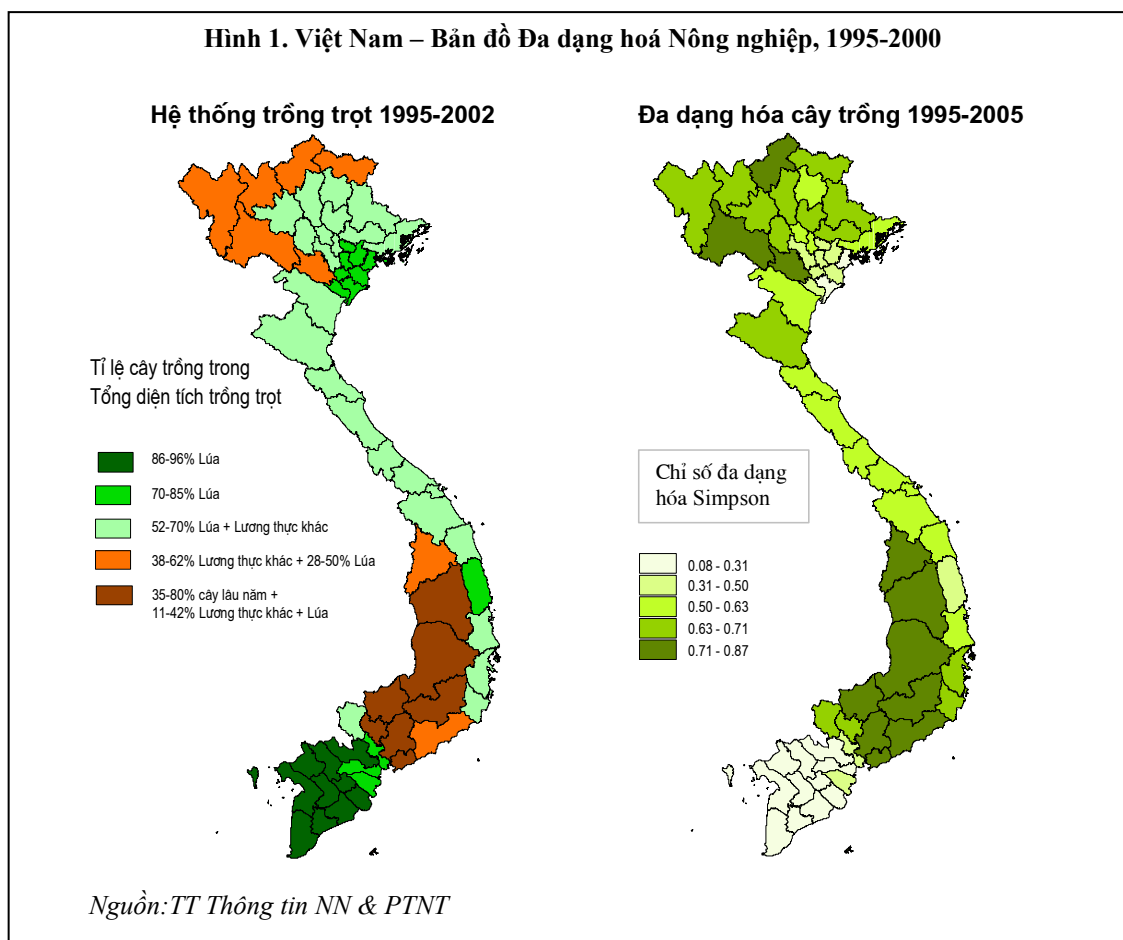 Hình 1. Việt Nam – Bản đồ Đa dạng hoá Nông nghiệp, 1995-2000
Hệ thống trồng trọt 1995-2002
Tỉ lệ cây trồng trong
Tổng diện tích trồng trọt
86-96% Lúa
70-85% Lúa
52-70% Lúa + Lương thực khác
38-62% Lương thực khác + 28-50% Lúa
35-80% cây lâu năm +
11-42% Lương thực khác + Lúa
Đa dạng hóa cây trồng 1995-2005
Chỉ số đa dạng
hóa Simpson
0.08 - 0.31
0.31 - 0.50
0.50 - 0.63
0.63 - 0.71
0.71 - 0.87
Nguồn:TT Thông tin NN & PTNT